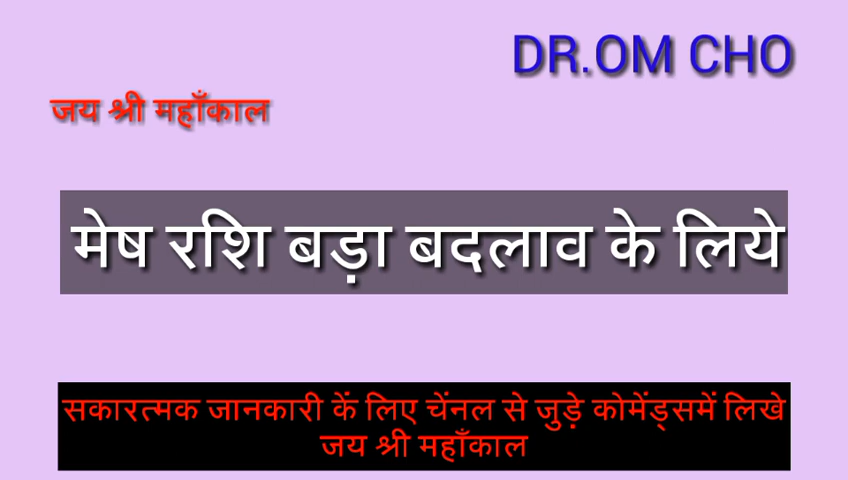 DR.OM CHO
जय श्री महाँकाल
मेष रशि बड़ा बदलाव के लिये
सकारत्मक जानकारी कें लिए चेंनल से जुड़े कोमेंड्समें लिखे
जय श्री महाँकाल